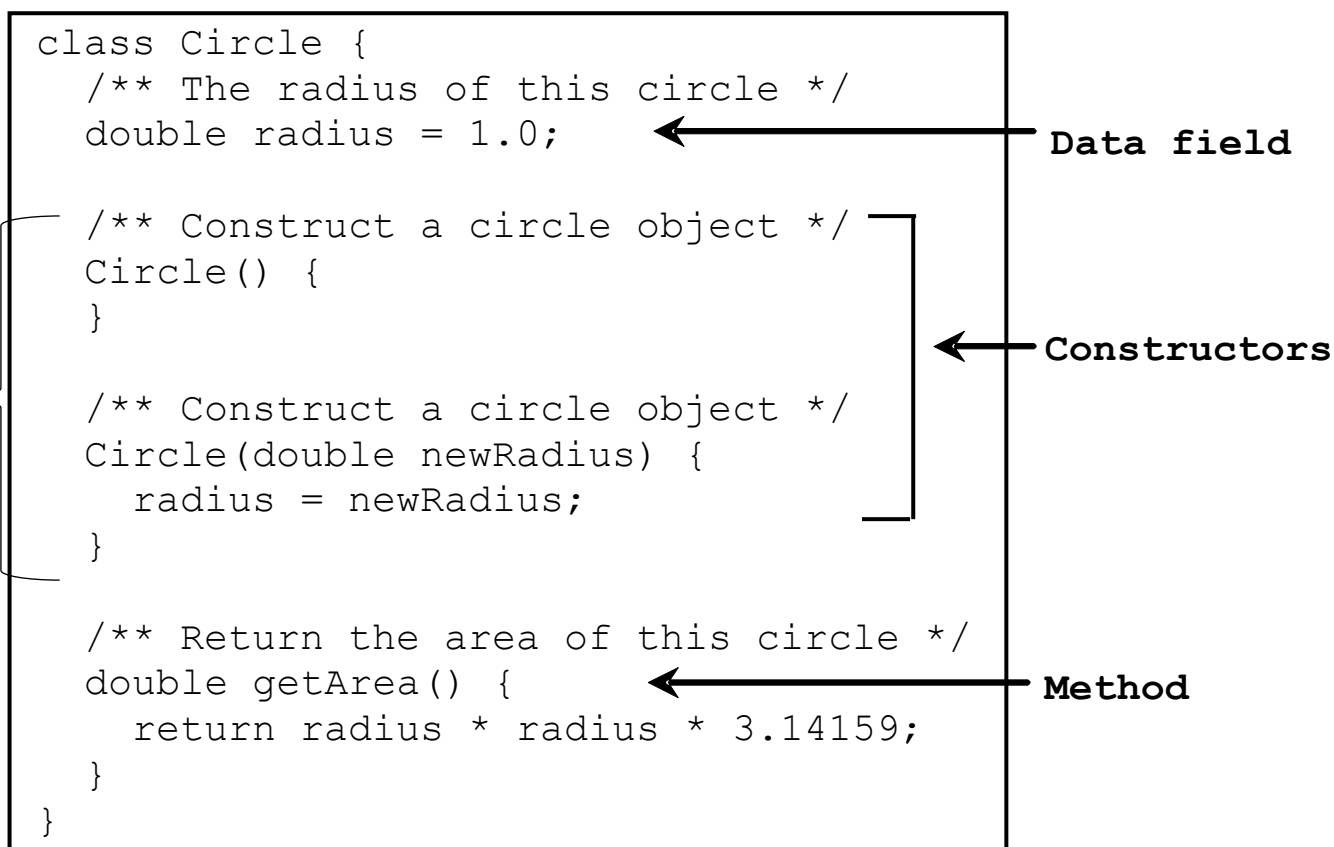 class Circle {
/** The radius of this circle */
double radius = 1.0;
Data field
/** Construct a circle object */
Circle() {
}
Constructors
/** Construct a circle object */
Circle(double newRadius) {
radius = newRadius;
}
/** Return the area of this circle */
double getArea() {
Method
return radius * radius * 3.14159;
}
}